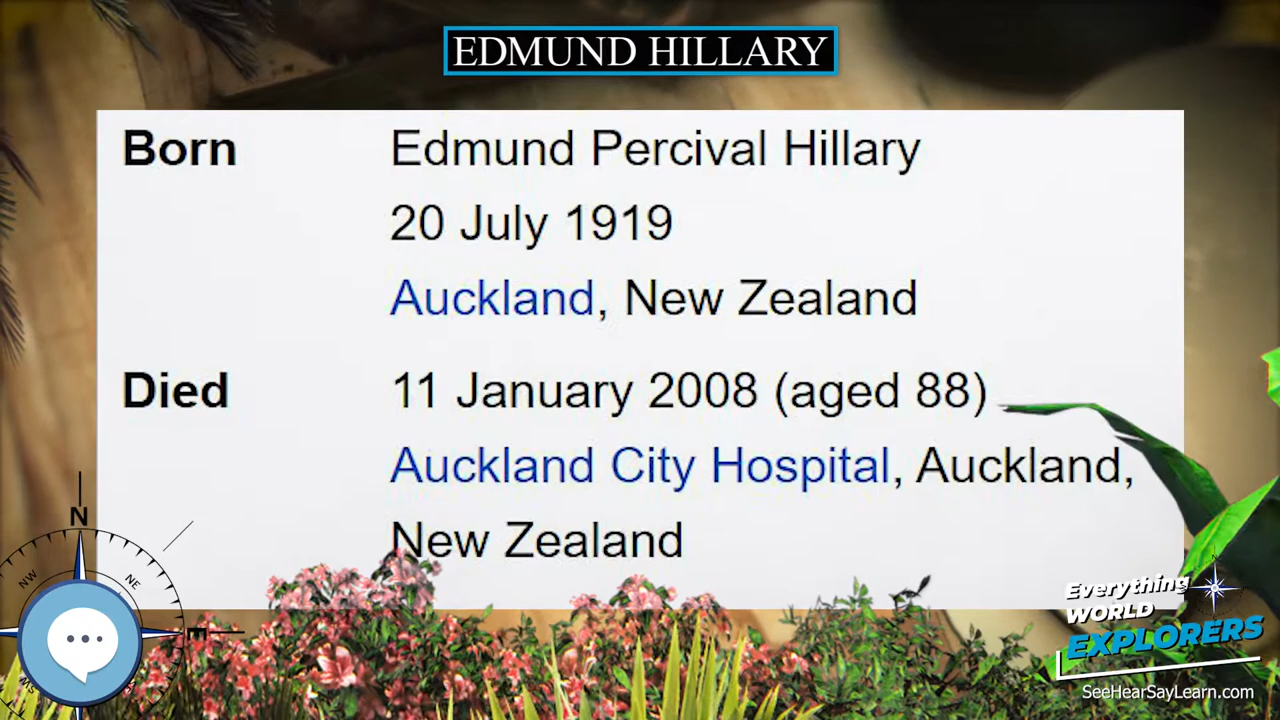 EDMUND HILLARY
Born Edmund Percival Hillary
20 July 1919
Auckland, New Zealand
Died 11 January 2008 (aged 88)
Auckland City Hospital, Auckland,
New Zealand
N
NW NE
E
Everything
WORLD
EXPLORERS
SeeHearSayLearn.com